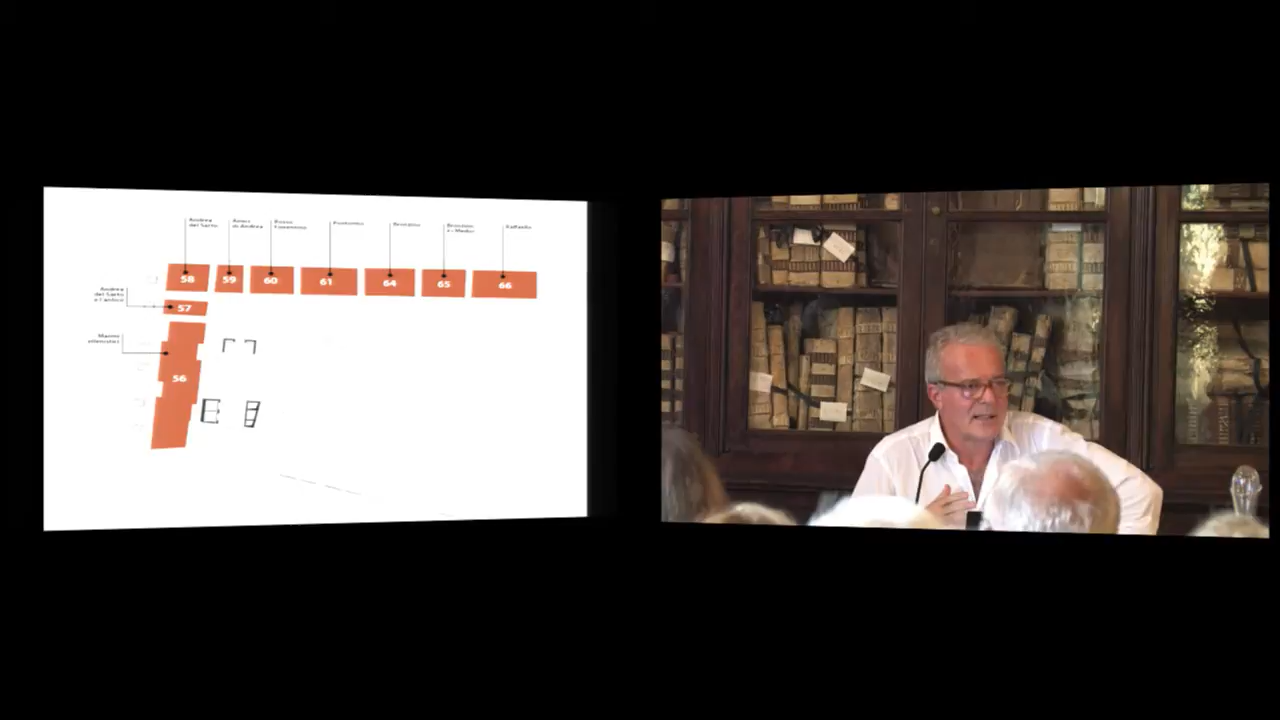 Andrea
del Sarto
Amici
di Andrea
Rosso
Fiorentino
Pontormo
Bronzino
Bronzino
e i Medici
Raffaello
58
59
60
61
64
65
66
Andrea
del Sarto
e l'antico
57
Marmi
ellenistici
56